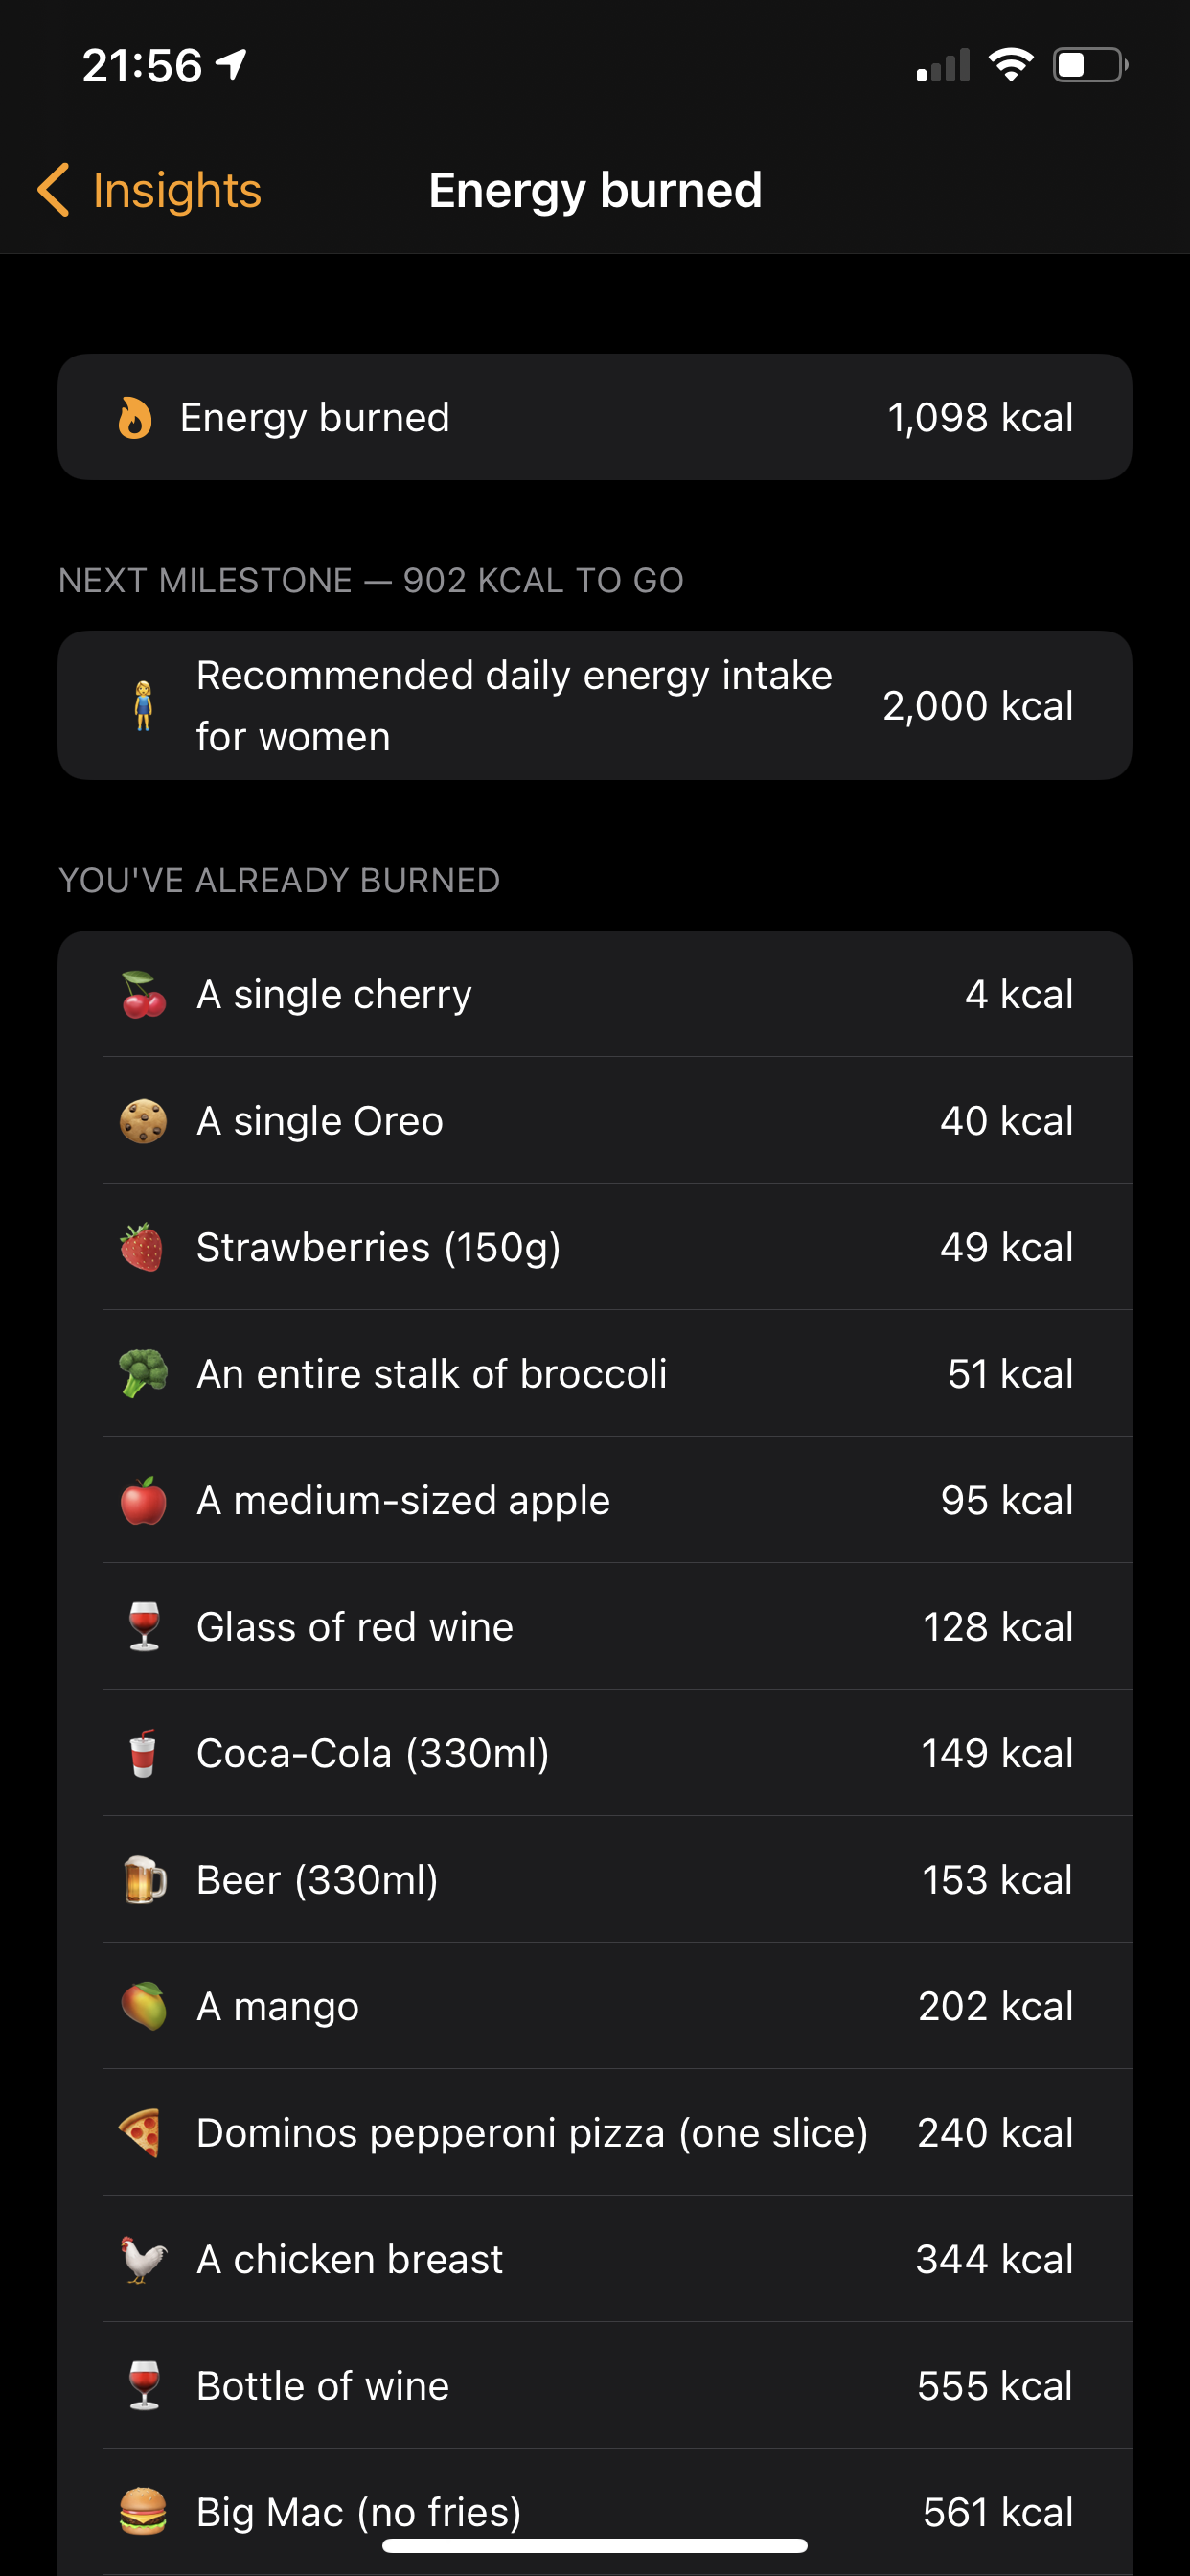 21:56
Insights
Energy burned
Energy burned 1,098 kcal
NEXT MILESTONE — 902 KCAL TO GO
Recommended daily energy intake
for women
2,000 kcal
YOU'VE ALREADY BURNED
A single cherry 4 kcal
A single Oreo 40 kcal
Strawberries (150g) 49 kcal
An entire stalk of broccoli 51 kcal
A medium-sized apple 95 kcal
Glass of red wine 128 kcal
Coca-Cola (330ml) 149 kcal
Beer (330ml) 153 kcal
A mango 202 kcal
Dominos pepperoni pizza (one slice) 240 kcal
A chicken breast 344 kcal
Bottle of wine 555 kcal
Big Mac (no fries) 561 kcal